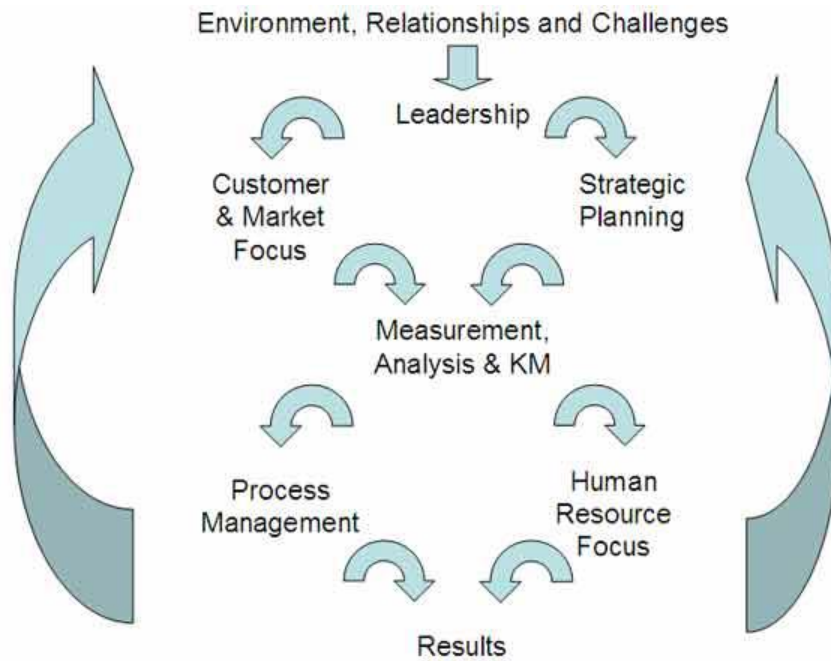 Environment, Relationships and Challenges
Leadership
Customer
& Market
Focus
Strategic
Planning
Measurement,
Analysis & KM
Process
Management
Human
Resource
Focus
Results